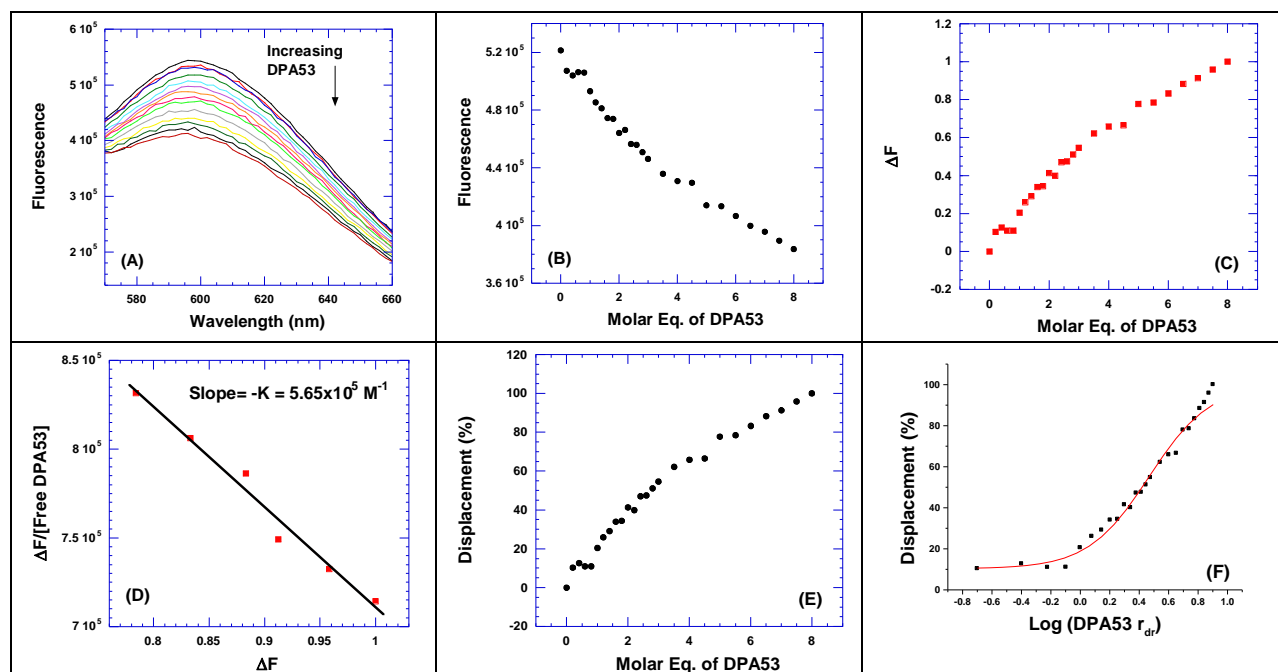 6 10⁵
5 10⁵
4 10⁵
3 10⁵
2 10⁵
Fluorescence
Increasing
DPA53
(A)
580 600 620 640 660
Wavelength (nm)
5.2 10⁵
4.8 10⁵
4.4 10⁵
4 10⁵
3.6 10⁵
Fluorescence
(B)
0 2 4 6 8
Molar Eq. of DPA53
1
0.8
0.6
0.4
0.2
0
-0.2
ΔF
(C)
0 2 4 6 8
Molar Eq. of DPA53
8.5 10⁵
8 10⁵
7.5 10⁵
7 10⁵
ΔF/[Free DPA53]
Slope= -K = 5.65x10⁵ M⁻¹
(D)
0.8 0.85 0.9 0.95 1
ΔF
120
100
80
60
40
20
0
-20
Displacement (%)
(E)
0 2 4 6 8
Molar Eq. of DPA53
100
80
60
40
20
0
Displacement (%)
(F)
-0.8 -0.6 -0.4 -0.2 0.0 0.2 0.4 0.6 0.8 1.0
Log (DPA53 r_dr)